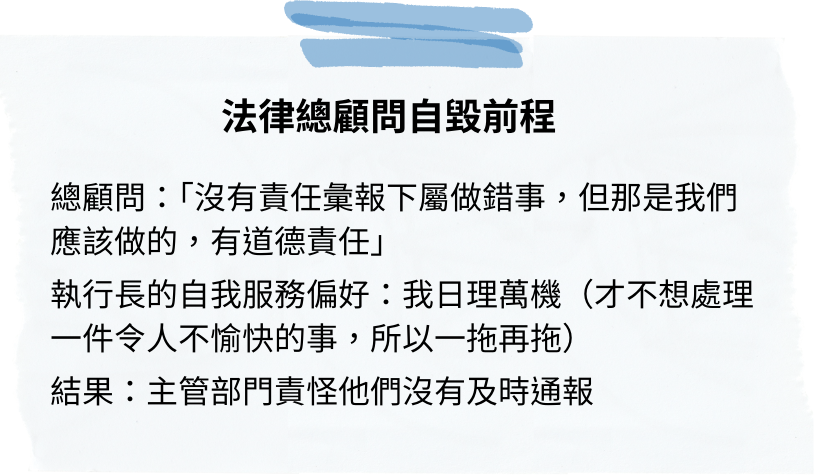 法律總顧問自毀前程
總顧問：「沒有責任彙報下屬做錯事，但那是我們
應該做的，有道德責任」
執行長的自我服務偏好：我日理萬機（才不想處理
一件令人不愉快的事，所以一拖再拖）
結果：主管部門責怪他們沒有及時通報